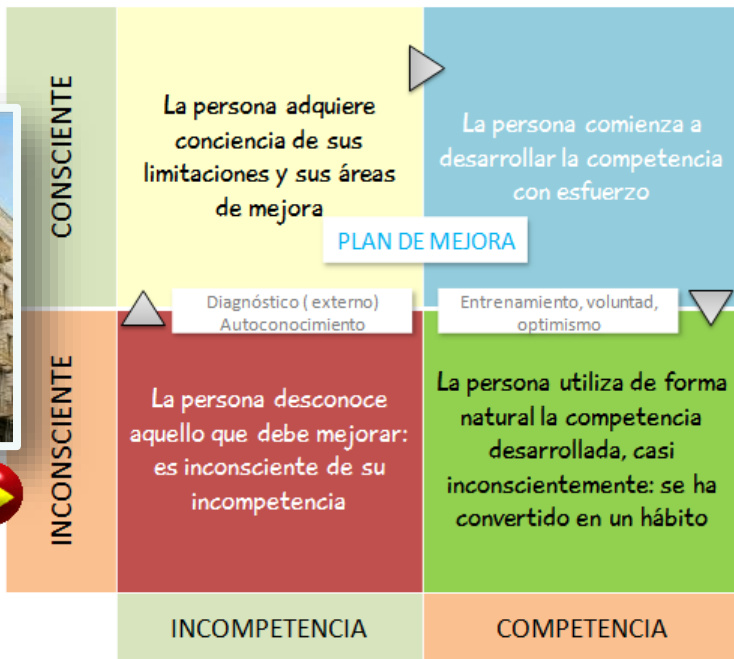 CONSCIENTE
La persona adquiere
conciencia de sus
limitaciones y sus áreas
de mejora
La persona comienza a
desarrollar la competencia
con esfuerzo
PLAN DE MEJORA
Diagnóstico ( externo)
Autoconocimiento
Entrenamiento, voluntad,
optimismo
INCONSCIENTE
La persona desconoce
aquello que debe mejorar:
es inconsciente de su
incompetencia
La persona utiliza de forma
natural la competencia
desarrollada, casi
inconscientemente: se ha
convertido en un hábito
INCOMPETENCIA
COMPETENCIA